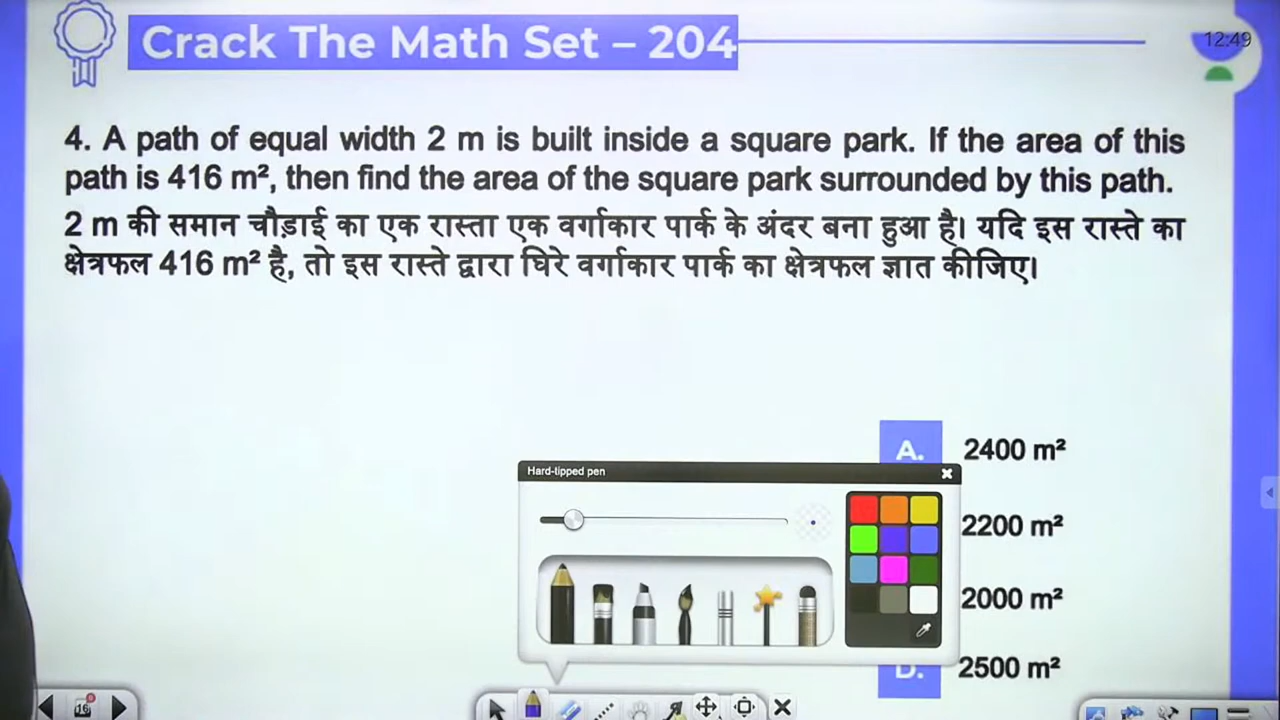 Crack The Math Set – 204
12:49
4. A path of equal width 2 m is built inside a square park. If the area of this
path is 416 m², then find the area of the square park surrounded by this path.
2 m की समान चौड़ाई का एक रास्ता एक वर्गाकार पार्क के अंदर बना हुआ है। यदि इस रास्ते का
क्षेत्रफल 416 m² है, तो इस रास्ते द्वारा घिरे वर्गाकार पार्क का क्षेत्रफल ज्ञात कीजिए।
A. 2400 m²
Hard-tipped pen
2200 m²
2000 m²
D. 2500 m²
16